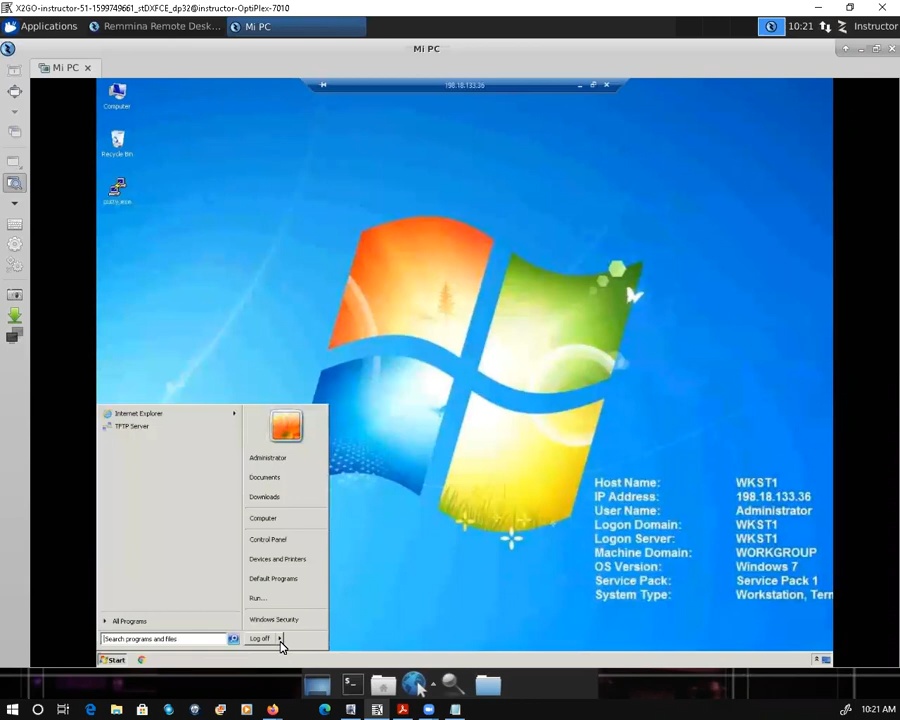 X2GO-instructor-51-1599749661_stDXFCE_dp32@instructor-OptiPlex-7010
Applications
Remmina Remote Desk...
Mi PC
10:21
Instructor
Mi PC
Mi PC
198.18.133.36
Computer
Recycle Bin
putty.exe
Internet Explorer
TFTP Server
Administrator
Documents
Downloads
Computer
Control Panel
Devices and Printers
Default Programs
Run...
Windows Security
All Programs
Search programs and files
Log off
Host Name: WKST1
IP Address: 198.18.133.36
User Name: Administrator
Logon Domain: WKST1
Logon Server: WKST1
Machine Domain: WORKGROUP
OS Version: Windows 7
Service Pack: Service Pack 1
System Type: Workstation, Tern
Start
10:21 AM